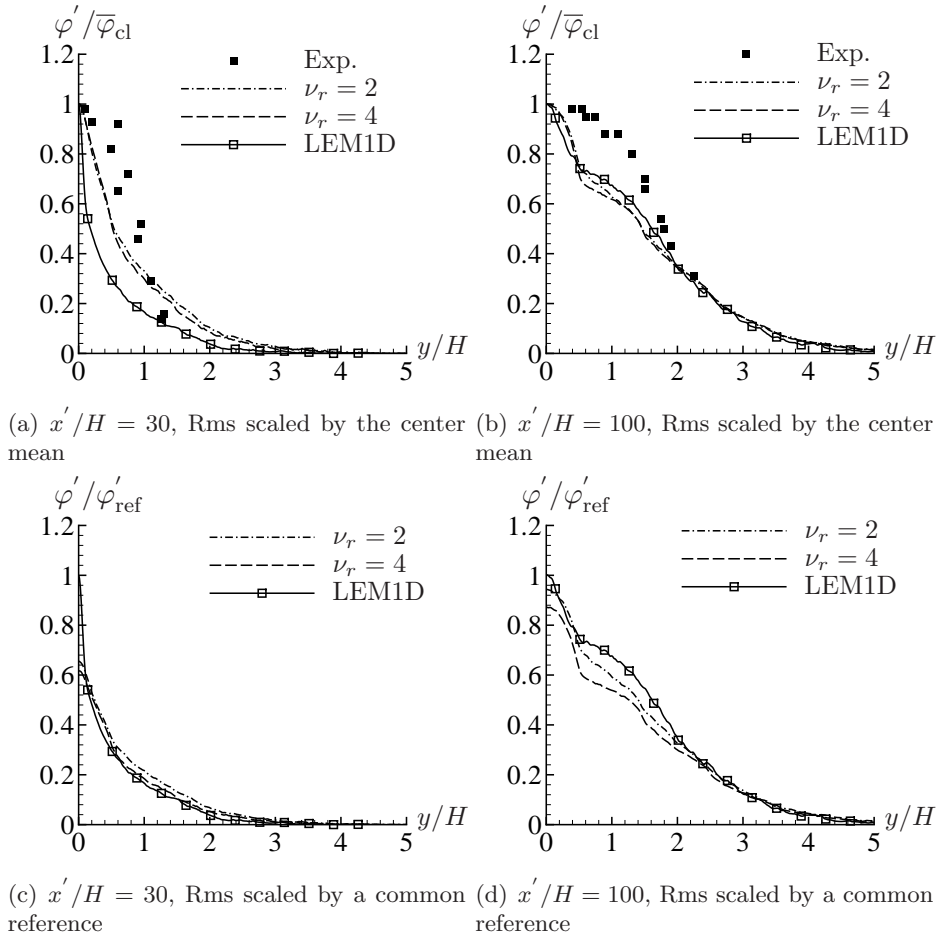 φ′/φ̅cl
1.2
1
0.8
0.6
0.4
0.2
0
0 1 2 3 4 5
y/H
Exp.
νr = 2
νr = 4
LEM1D
(a) x′/H = 30, Rms scaled by the center
mean
φ′/φ̅cl
1.2
1
0.8
0.6
0.4
0.2
0
0 1 2 3 4 5
y/H
Exp.
νr = 2
νr = 4
LEM1D
(b) x′/H = 100, Rms scaled by the center
mean
φ′/φ′ref
1.2
1
0.8
0.6
0.4
0.2
0
0 1 2 3 4 5
y/H
νr = 2
νr = 4
LEM1D
(c) x′/H = 30, Rms scaled by a common
reference
φ′/φ′ref
1.2
1
0.8
0.6
0.4
0.2
0
0 1 2 3 4 5
y/H
νr = 2
νr = 4
LEM1D
(d) x′/H = 100, Rms scaled by a common
reference